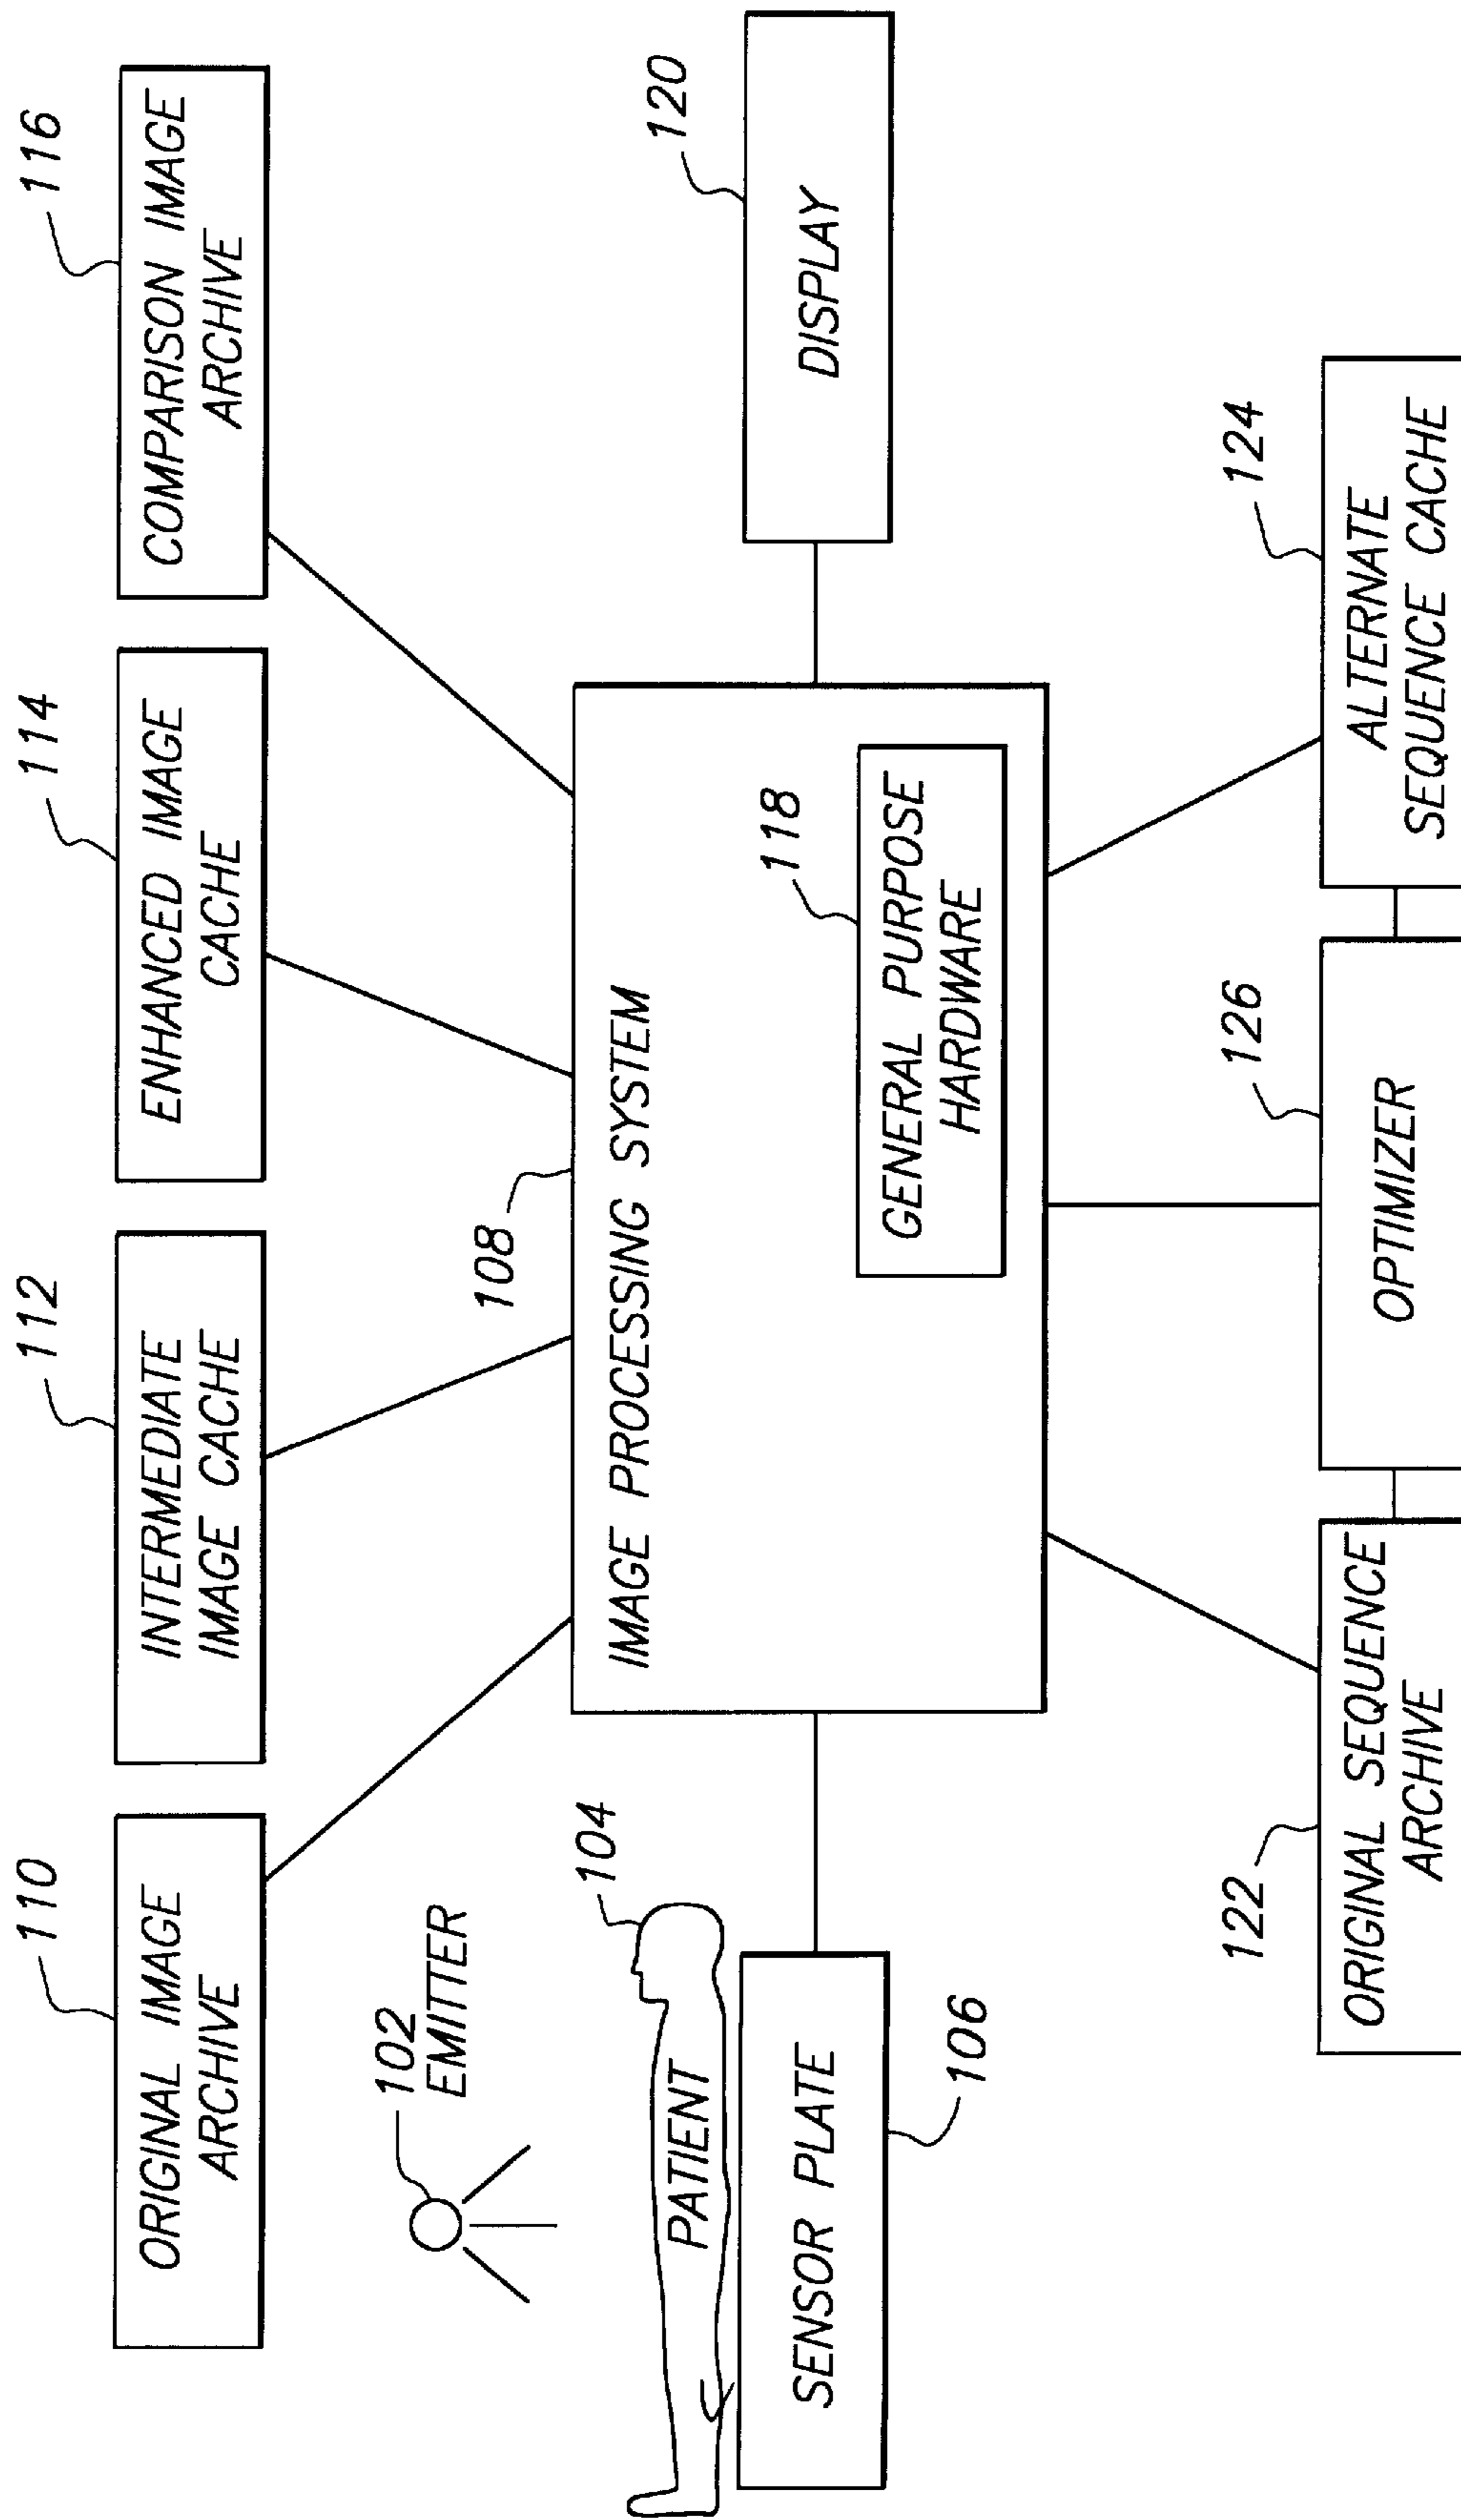 110
ORIGINAL IMAGE
ARCHIVE
112
INTERMEDIATE
IMAGE CACHE
114
ENHANCED IMAGE
CACHE
116
COMPARISON IMAGE
ARCHIVE
102
EMITTER
104
PATIENT
SENSOR PLATE
106
108
IMAGE PROCESSING SYSTEM
118
GENERAL PURPOSE
HARDWARE
120
DISPLAY
122
ORIGINAL SEQUENCE
ARCHIVE
126
OPTIMIZER
124
ALTERNATE
SEQUENCE CACHE